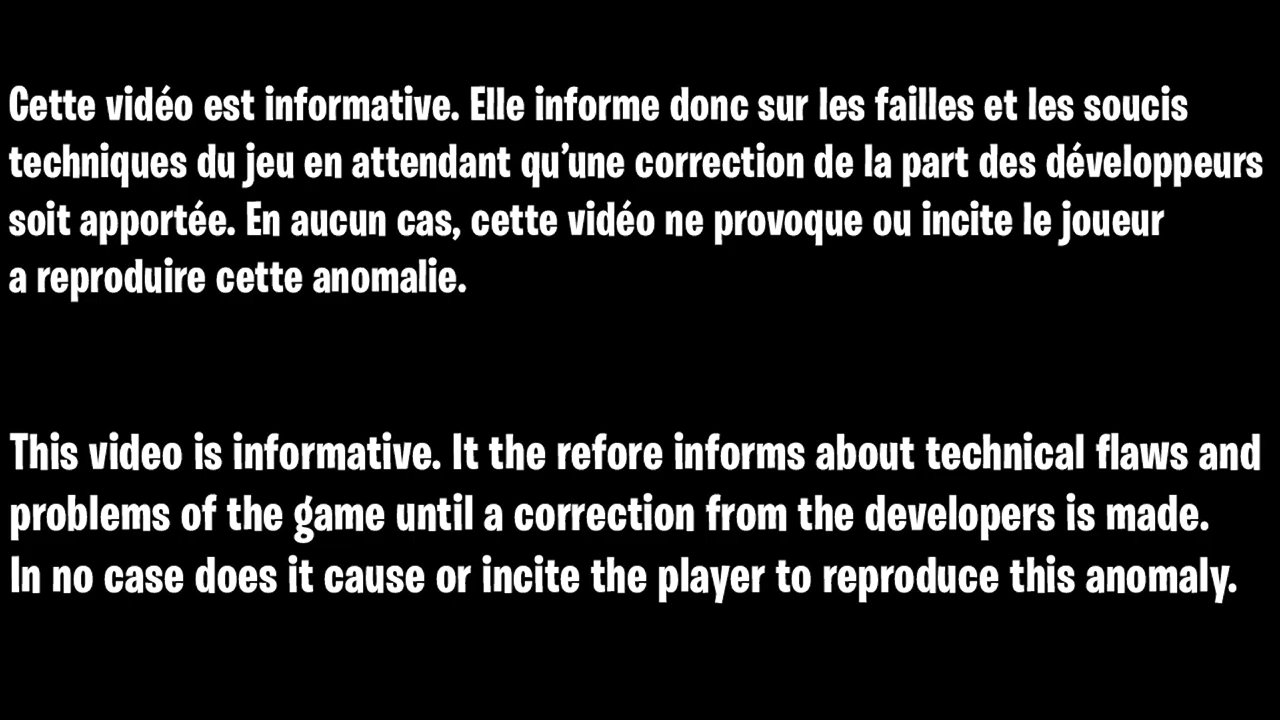 Cette vidéo est informative. Elle informe donc sur les failles et les soucis
techniques du jeu en attendant qu’une correction de la part des développeurs
soit apportée. En aucun cas, cette vidéo ne provoque ou incite le joueur
a reproduire cette anomalie.
This video is informative. It the refore informs about technical flaws and
problems of the game until a correction from the developers is made.
In no case does it cause or incite the player to reproduce this anomaly.